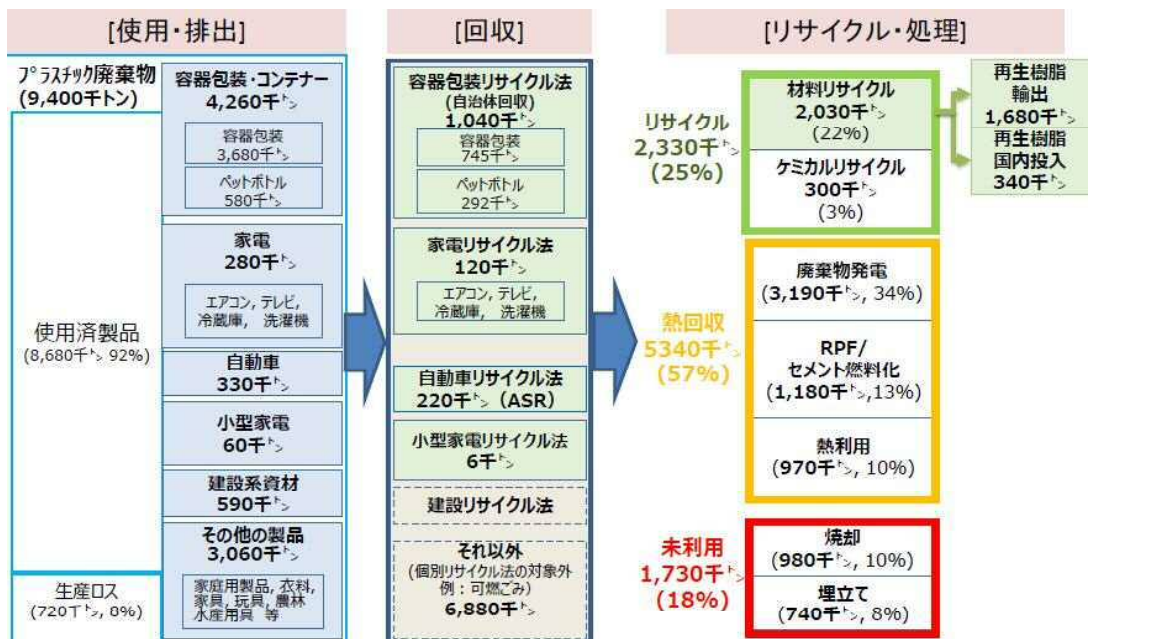 [使用・排出]
プラスチック廃棄物
(9,400千トン)
使用済製品
(8,680千トン 92%)
生産ロス
(720千トン, 8%)
容器包装・コンテナー
4,260千トン
容器包装
3,680千トン
ペットボトル
580千トン
家電
280千トン
エアコン, テレビ,
冷蔵庫, 洗濯機
自動車
330千トン
小型家電
60千トン
建設系資材
590千トン
その他の製品
3,060千トン
家庭用製品, 衣料,
家具, 玩具, 農林
水産用具 等
[回収]
容器包装リサイクル法
(自治体回収)
1,040千トン
容器包装
745千トン
ペットボトル
292千トン
家電リサイクル法
120千トン
エアコン, テレビ,
冷蔵庫, 洗濯機
自動車リサイクル法
220千トン (ASR)
小型家電リサイクル法
6千トン
建設リサイクル法
それ以外
(個別リサイクル法の対象外
例：可燃ごみ)
6,880千トン
[リサイクル・処理]
リサイクル
2,330千トン
(25%)
材料リサイクル
2,030千トン
(22%)
ケミカルリサイクル
300千トン
(3%)
再生樹脂
輸出
1,680千トン
再生樹脂
国内投入
340千トン
熱回収
5340千トン
(57%)
廃棄物発電
(3,190千トン, 34%)
RPF/
セメント燃料化
(1,180千トン,13%)
熱利用
(970千トン, 10%)
未利用
1,730千トン
(18%)
焼却
(980千トン, 10%)
埋立て
(740千トン, 8%)